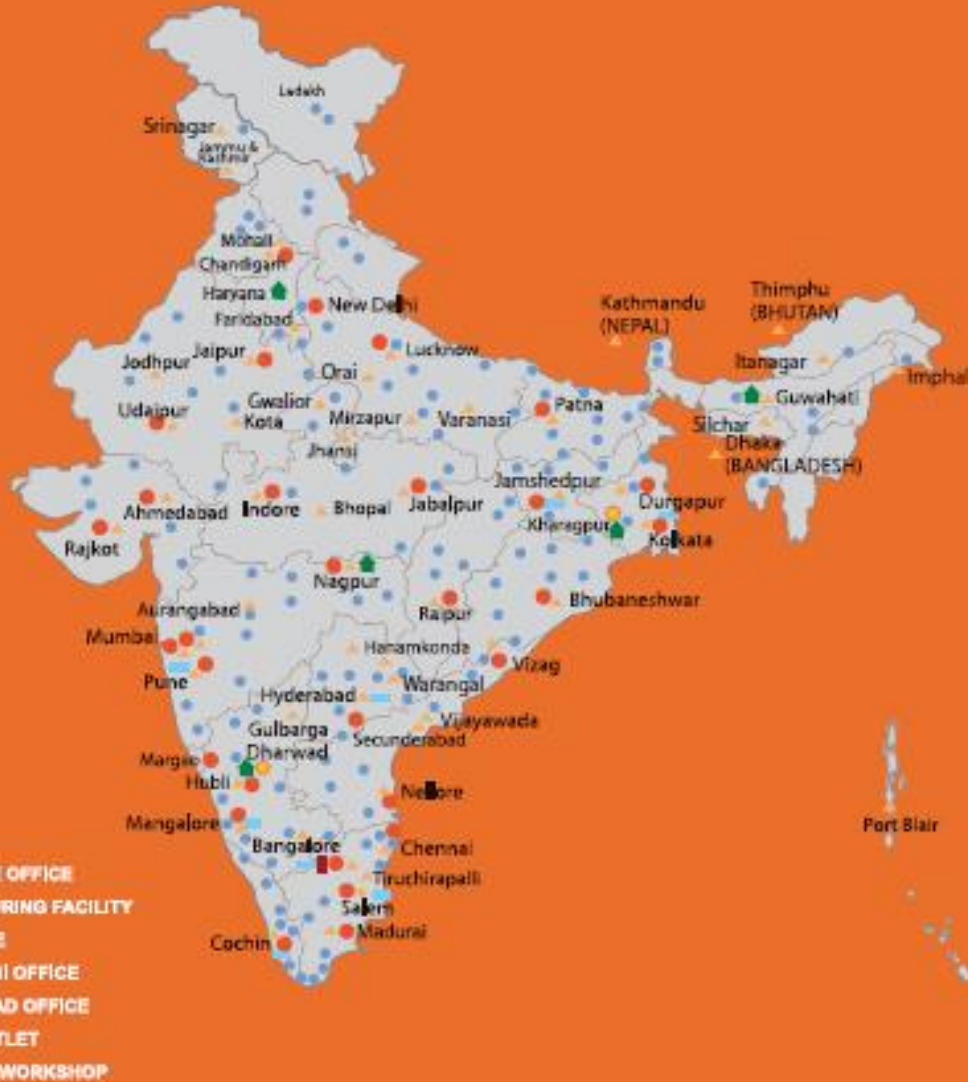 Ladakh
Srinagar
Jammu &
Kashmir
Mohali
Chandigarh
Haryana
New Delhi
Faridabad
Kathmandu
(NEPAL)
Thimphu
(BHUTAN)
Jaipur
Lucknow
Jodhpur
Orai
Itanagar
Imphal
Udaipur
Gwalior
Kota
Mirzapur
Varanasi
Patna
Guwahati
Silchar
Jhansi
Dhaka
(BANGLADESH)
Jamshedpur
Ahmedabad
Indore
Bhopal
Jabalpur
Durgapur
Kharagpur
Kolkata
Rajkot
Nagpur
Aurangabad
Raipur
Bhubaneshwar
Mumbai
Hanamkonda
Vizag
Pune
Hyderabad
Warangal
Gulbarga
Vijayawada
Secunderabad
Dharwad
Margao
Hubli
Nellore
Mangalore
Port Blair
Bangalore
Chennai
Tiruchirapalli
Salem
Cochin
Madurai
OFFICE
URING FACILITY
E
I OFFICE
AD OFFICE
TLET
WORKSHOP